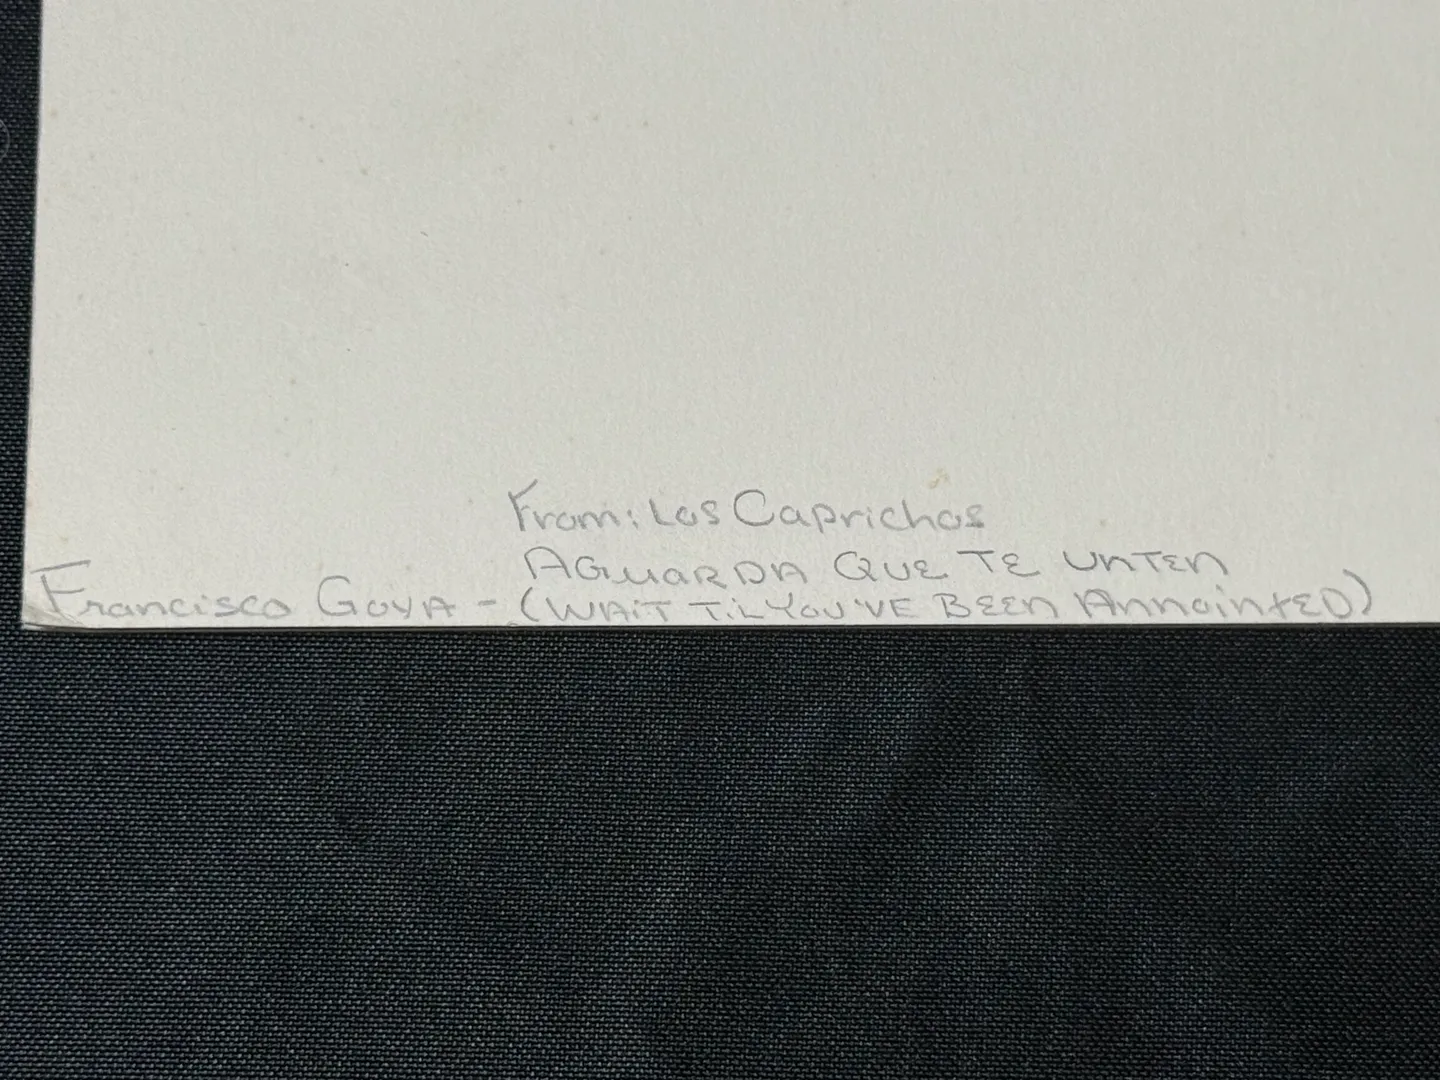 From: Los Caprichos
AGUARDA QUE TE UNTEN
Francisco GOYA - (WAIT TIL YOU'VE BEEN AnnointED)